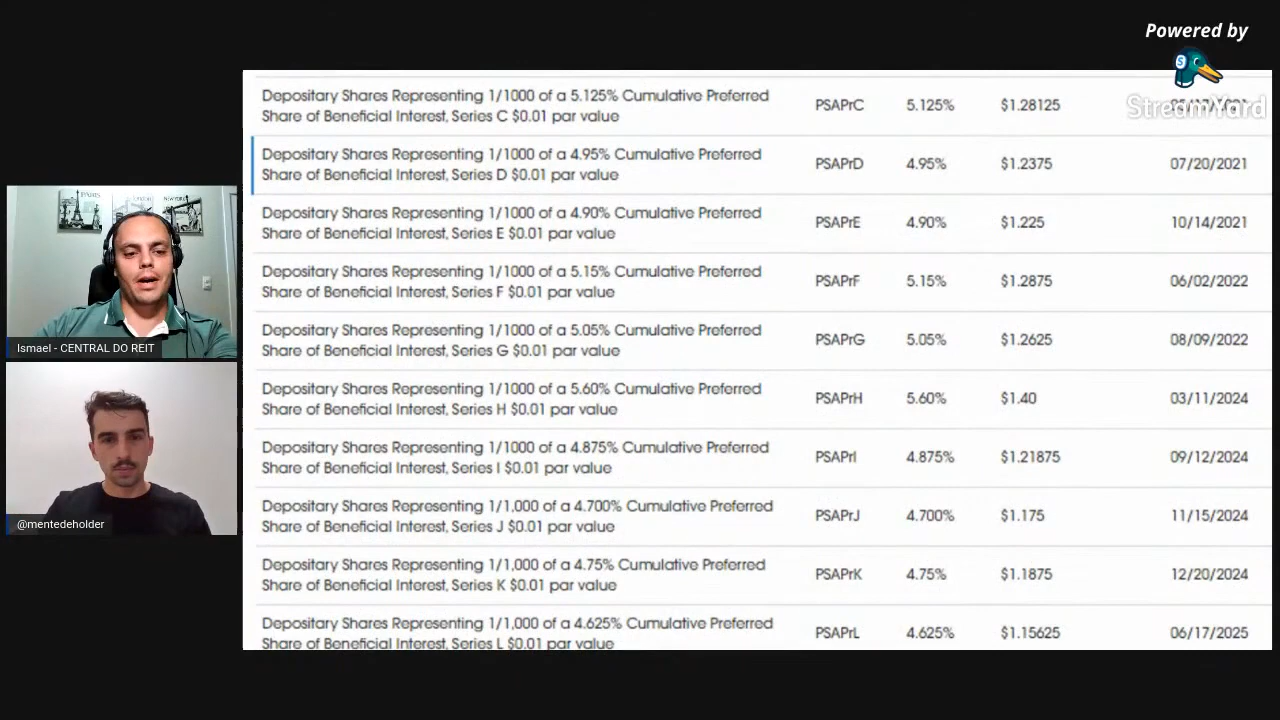 Powered by
StreamYard
Depositary Shares Representing 1/1000 of a 5.125% Cumulative Preferred
Share of Beneficial Interest, Series C $0.01 par value
PSAPrC 5.125% $1.28125
Depositary Shares Representing 1/1000 of a 4.95% Cumulative Preferred
Share of Beneficial Interest, Series D $0.01 par value
PSAPrD 4.95% $1.2375 07/20/2021
Depositary Shares Representing 1/1000 of a 4.90% Cumulative Preferred
Share of Beneficial Interest, Series E $0.01 par value
PSAPrE 4.90% $1.225 10/14/2021
Depositary Shares Representing 1/1000 of a 5.15% Cumulative Preferred
Share of Beneficial Interest, Series F $0.01 par value
PSAPrF 5.15% $1.2875 06/02/2022
Depositary Shares Representing 1/1000 of a 5.05% Cumulative Preferred
Share of Beneficial Interest, Series G $0.01 par value
PSAPrG 5.05% $1.2625 08/09/2022
Depositary Shares Representing 1/1000 of a 5.60% Cumulative Preferred
Share of Beneficial Interest, Series H $0.01 par value
PSAPrH 5.60% $1.40 03/11/2024
Depositary Shares Representing 1/1000 of a 4.875% Cumulative Preferred
Share of Beneficial Interest, Series I $0.01 par value
PSAPrI 4.875% $1.21875 09/12/2024
Depositary Shares Representing 1/1,000 of a 4.700% Cumulative Preferred
Share of Beneficial Interest, Series J $0.01 par value
PSAPrJ 4.700% $1.175 11/15/2024
Depositary Shares Representing 1/1,000 of a 4.75% Cumulative Preferred
Share of Beneficial Interest, Series K $0.01 par value
PSAPrK 4.75% $1.1875 12/20/2024
Depositary Shares Representing 1/1,000 of a 4.625% Cumulative Preferred
Share of Beneficial Interest, Series L $0.01 par value
PSAPrL 4.625% $1.15625 06/17/2025
Ismael - CENTRAL DO REIT
@mentedeholder